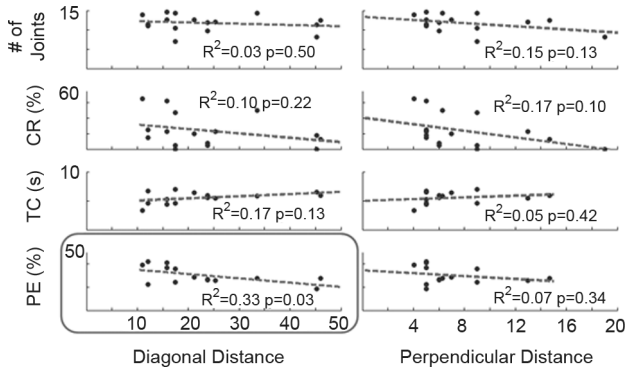 # of Joints
15
R²=0.03 p=0.50
R²=0.15 p=0.13
CR (%)
60
R²=0.10 p=0.22
R²=0.17 p=0.10
TC (s)
10
R²=0.17 p=0.13
R²=0.05 p=0.42
PE (%)
50
R²=0.33 p=0.03
R²=0.07 p=0.34
10 20 30 40 50
4 8 12 16 20
Diagonal Distance
Perpendicular Distance